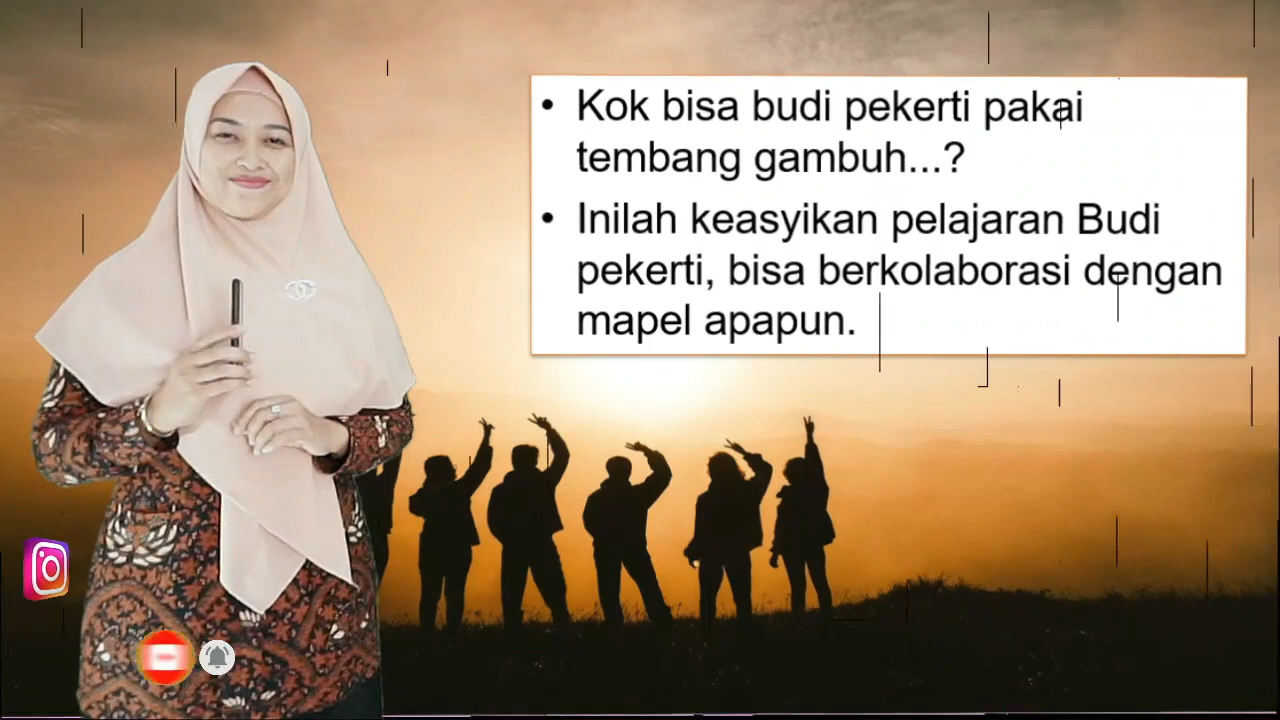 • Kok bisa budi pekerti pakai
tembang gambuh...?
• Inilah keasyikan pelajaran Budi
pekerti, bisa berkolaborasi dengan
mapel apapun.